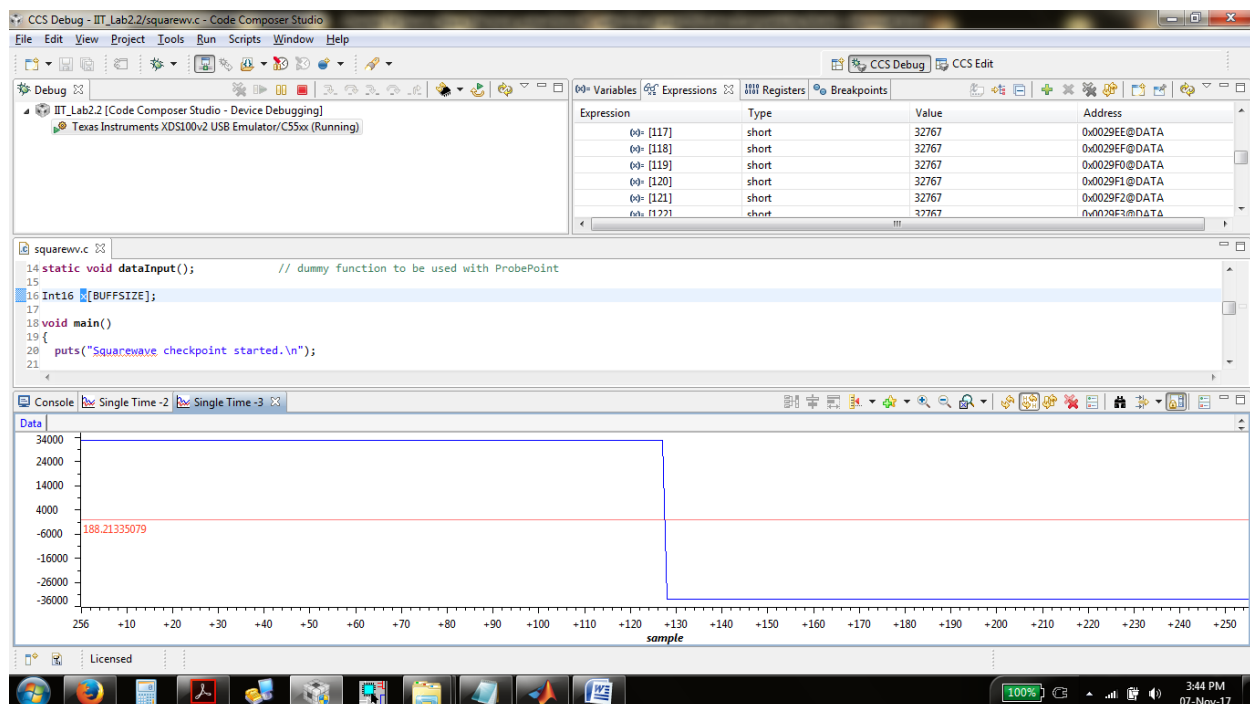 CCS Debug - IIT_Lab2.2/squarewv.c - Code Composer Studio
File Edit View Project Tools Run Scripts Window Help
CCS Debug CCS Edit
Debug
IIT_Lab2.2 [Code Composer Studio - Device Debugging]
Texas Instruments XDS100v2 USB Emulator/C55xx (Running)
(x)= Variables Expressions Registers Breakpoints
Expression Type Value Address
(x)= [117] short 32767 0x0029EE@DATA
(x)= [118] short 32767 0x0029EF@DATA
(x)= [119] short 32767 0x0029F0@DATA
(x)= [120] short 32767 0x0029F1@DATA
(x)= [121] short 32767 0x0029F2@DATA
(x)= [122] short 32767 0x0029F3@DATA
squarewv.c
14 static void dataInput(); // dummy function to be used with ProbePoint
15
16 Int16 x[BUFFSIZE];
17
18 void main()
19 {
20 puts("Squarewave checkpoint started.\n");
21
Console Single Time -2 Single Time -3
Data
34000
24000
14000
4000
-6000
-16000
-26000
-36000
188.21335079
256 +10 +20 +30 +40 +50 +60 +70 +80 +90 +100 +110 +120 +130 +140 +150 +160 +170 +180 +190 +200 +210 +220 +230 +240 +250
sample
Licensed
100%
3:44 PM
07-Nov-17